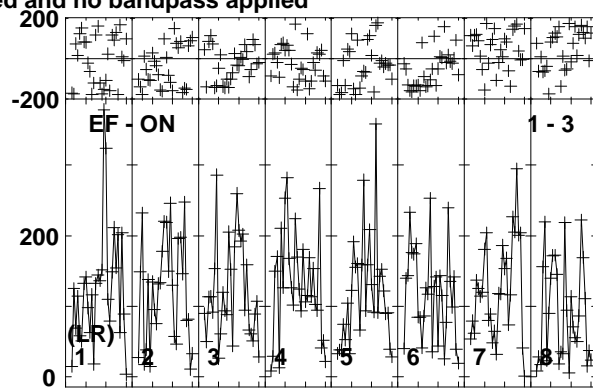 ed and no bandpass applied
200
-200
EF - ON 1 - 3
200
(LR)
1 2 3 4 5 6 7 8
0